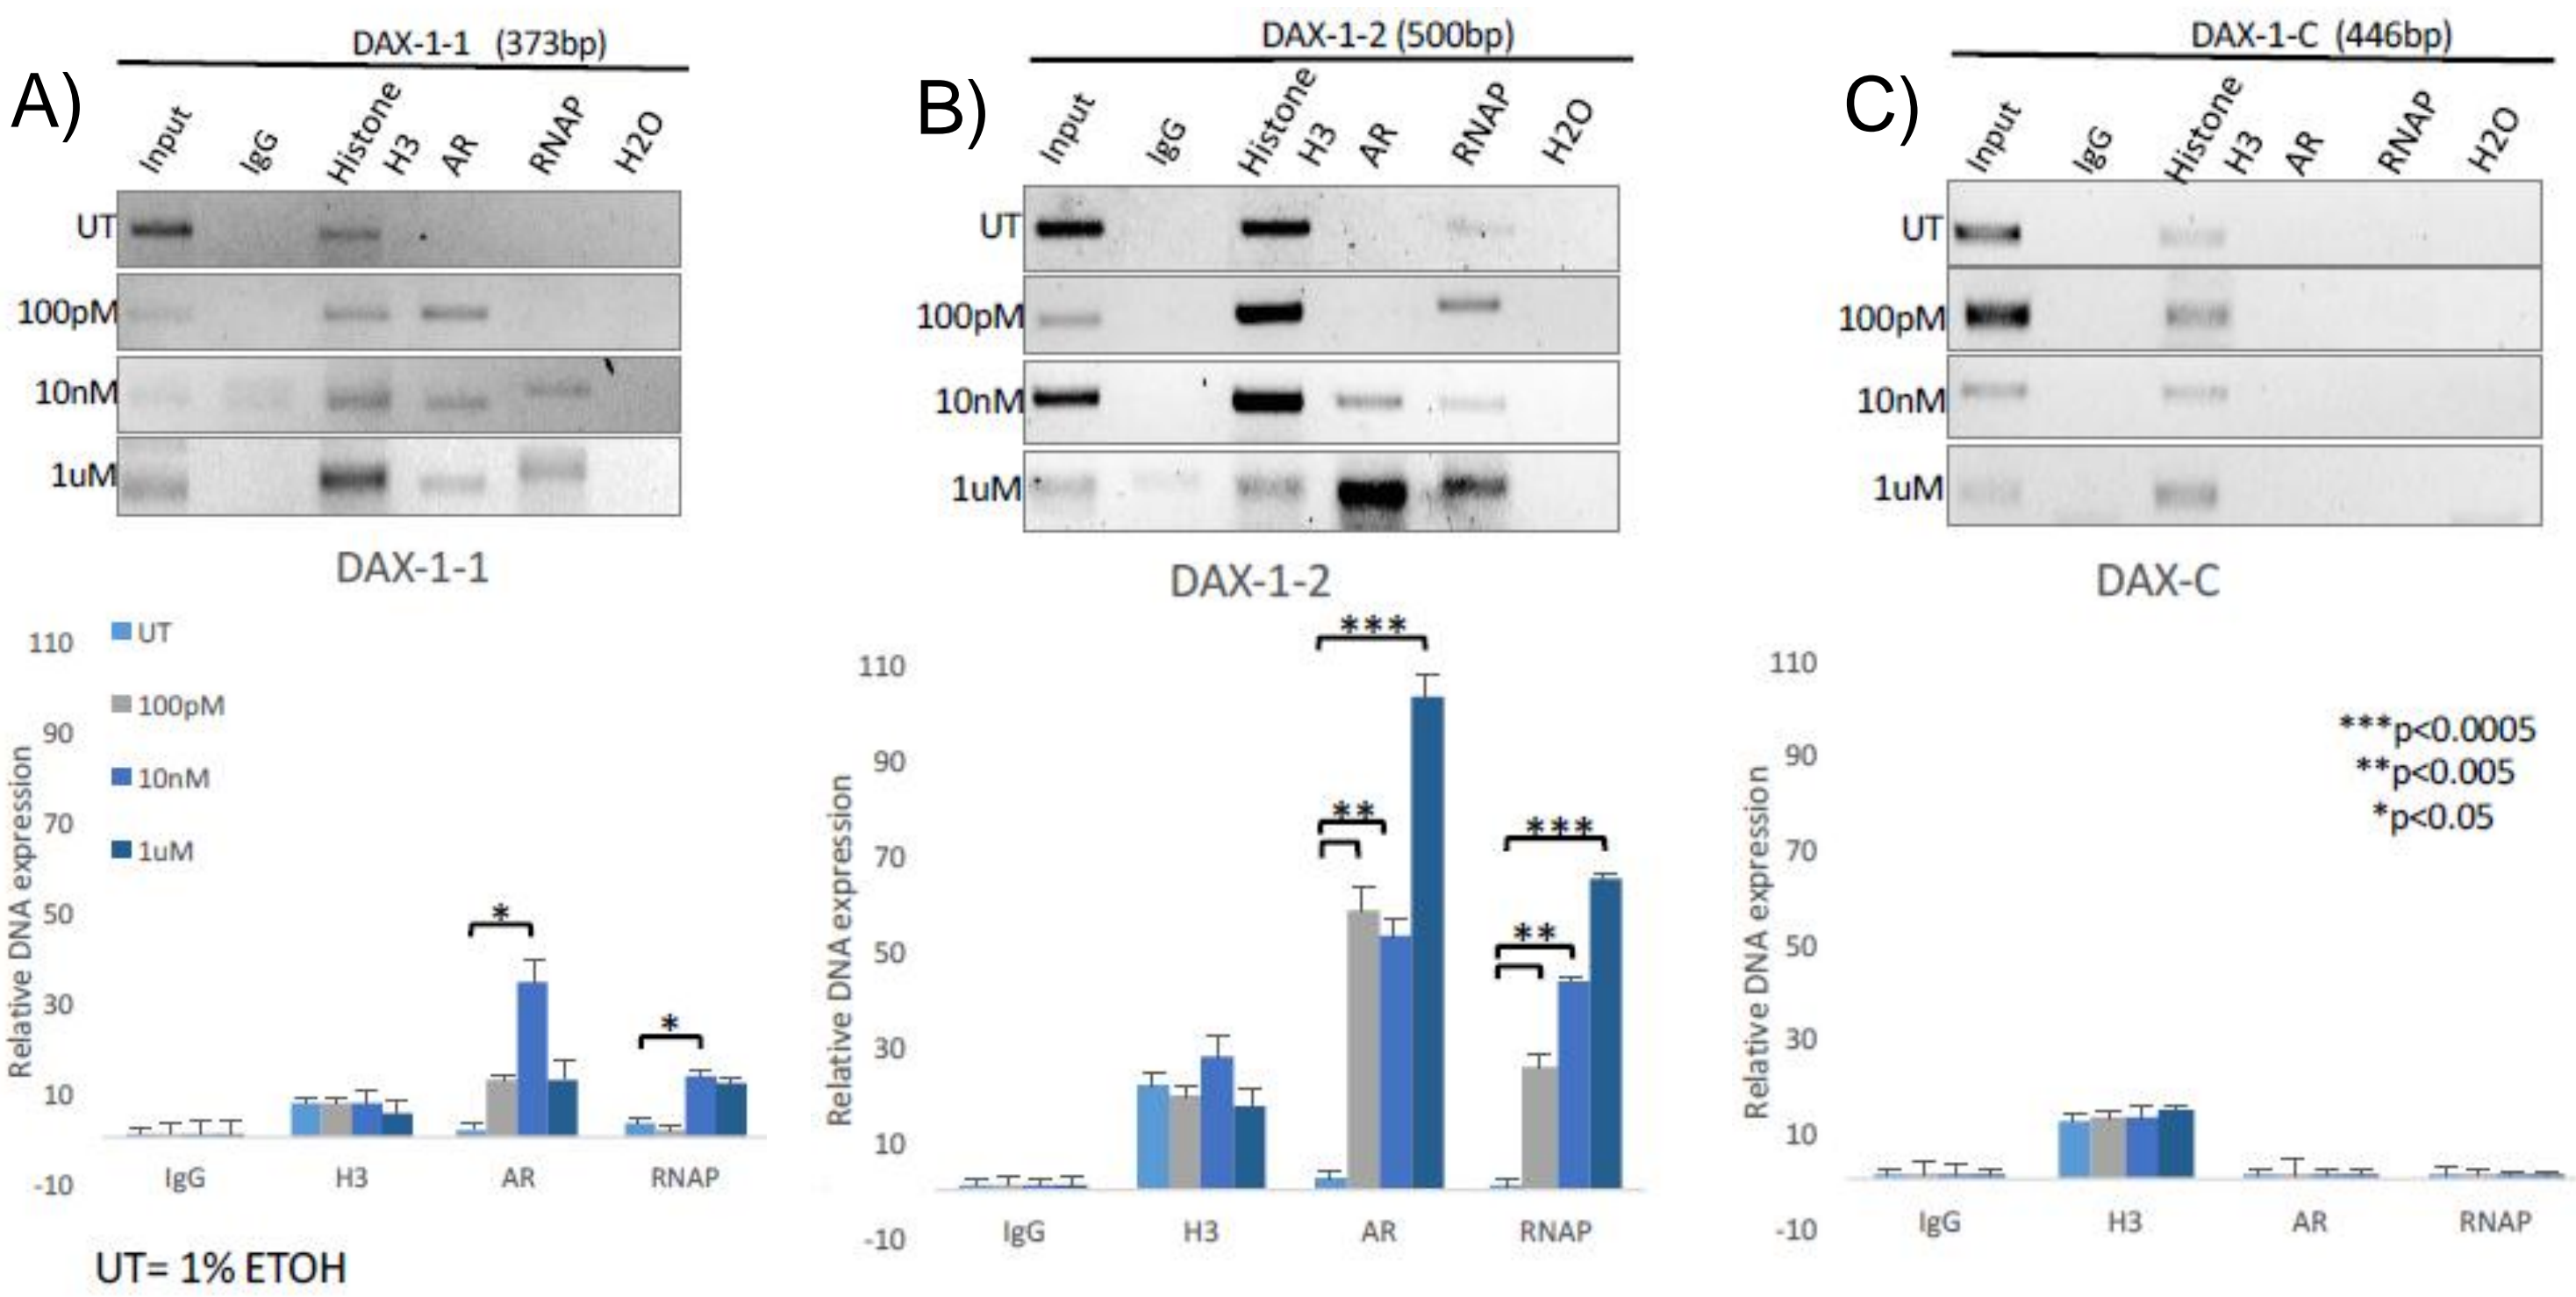 A)
DAX-1-1 (373bp)
Input IgG Histone H3 AR RNAP H2O
UT
100pM
10nM
1uM
DAX-1-1
110
90
70
50
30
10
-10
Relative DNA expression
UT
100pM
10nM
1uM
*
*
IgG H3 AR RNAP
UT= 1% ETOH
B)
DAX-1-2 (500bp)
Input IgG Histone H3 AR RNAP H2O
UT
100pM
10nM
1uM
DAX-1-2
110
90
70
50
30
10
-10
Relative DNA expression
***
**
***
**
IgG H3 AR RNAP
C)
DAX-1-C (446bp)
Input IgG Histone H3 AR RNAP H2O
UT
100pM
10nM
1uM
DAX-C
110
90
70
50
30
10
-10
Relative DNA expression
***p<0.0005
**p<0.005
*p<0.05
IgG H3 AR RNAP